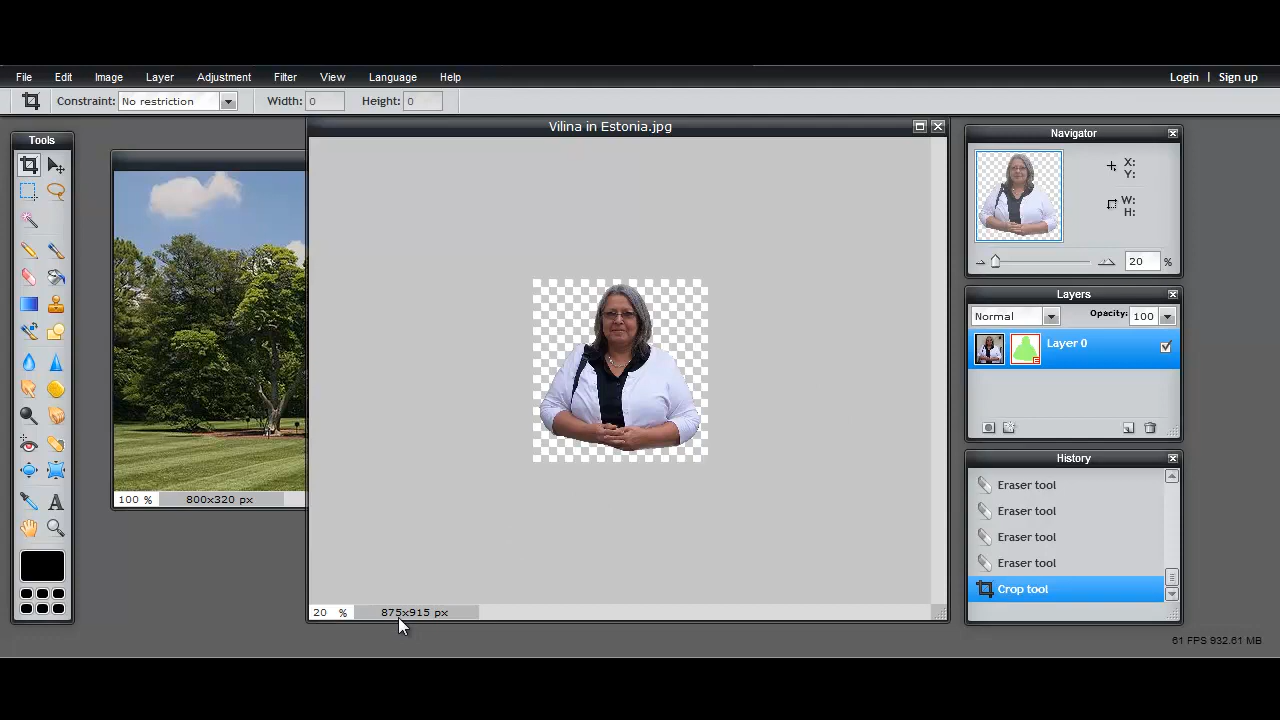 File Edit Image Layer Adjustment Filter View Language Help Login | Sign up
Constraint: No restriction Width: 0 Height: 0
Tools
Vilina in Estonia.jpg
100 % 800x320 px
20 % 875x915 px
Navigator
X:
Y:
W:
H:
20 %
Layers
Normal Opacity: 100
Layer 0
History
Eraser tool
Eraser tool
Eraser tool
Eraser tool
Crop tool
61 FPS 932.61 MB